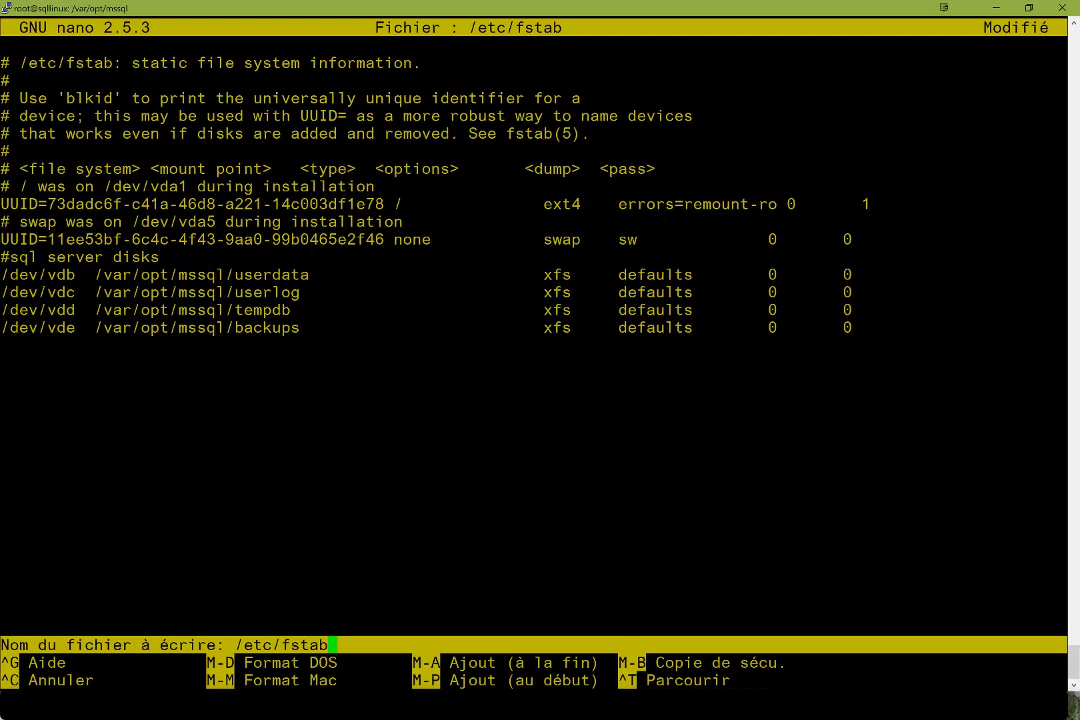 root@sqllinux: /var/opt/mssql
GNU nano 2.5.3 Fichier : /etc/fstab Modifié
# /etc/fstab: static file system information.
#
# Use 'blkid' to print the universally unique identifier for a
# device; this may be used with UUID= as a more robust way to name devices
# that works even if disks are added and removed. See fstab(5).
#
# <file system> <mount point> <type> <options> <dump> <pass>
# / was on /dev/vda1 during installation
UUID=73dadc6f-c41a-46d8-a221-14c003df1e78 / ext4 errors=remount-ro 0 1
# swap was on /dev/vda5 during installation
UUID=11ee53bf-6c4c-4f43-9aa0-99b0465e2f46 none swap sw 0 0
#sql server disks
/dev/vdb /var/opt/mssql/userdata xfs defaults 0 0
/dev/vdc /var/opt/mssql/userlog xfs defaults 0 0
/dev/vdd /var/opt/mssql/tempdb xfs defaults 0 0
/dev/vde /var/opt/mssql/backups xfs defaults 0 0
Nom du fichier à écrire: /etc/fstab
^G Aide M-D Format DOS M-A Ajout (à la fin) M-B Copie de sécu.
^C Annuler M-M Format Mac M-P Ajout (au début) ^T Parcourir